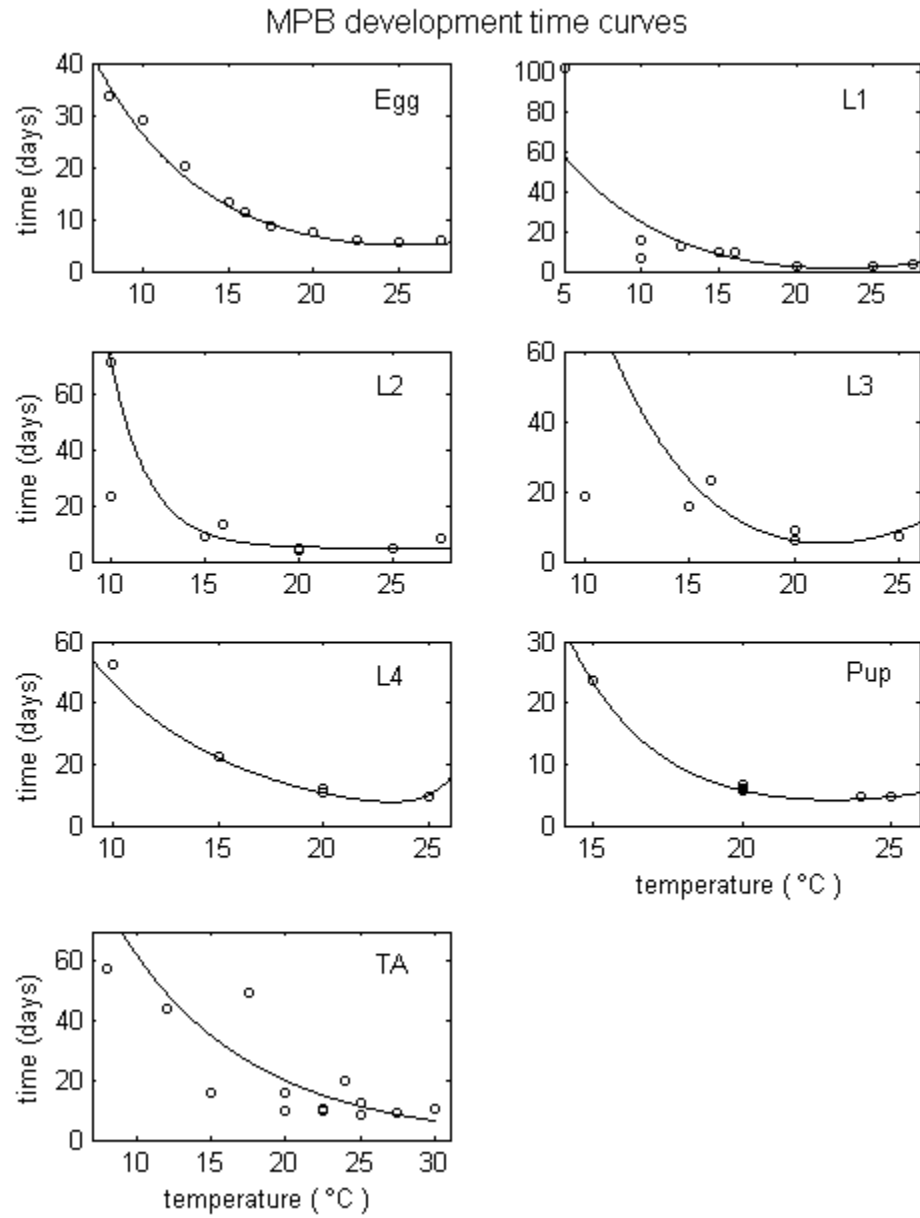 MPB development time curves
time (days)
40
30
20
10
0
Egg
10 15 20 25
100
80
60
40
20
0
L1
5 10 15 20 25
time (days)
60
40
20
0
L2
10 15 20 25
60
40
20
0
L3
10 15 20 25
time (days)
60
40
20
0
L4
10 15 20 25
30
20
10
0
Pup
15 20 25
temperature ( °C )
time (days)
60
40
20
0
TA
10 15 20 25 30
temperature ( °C )